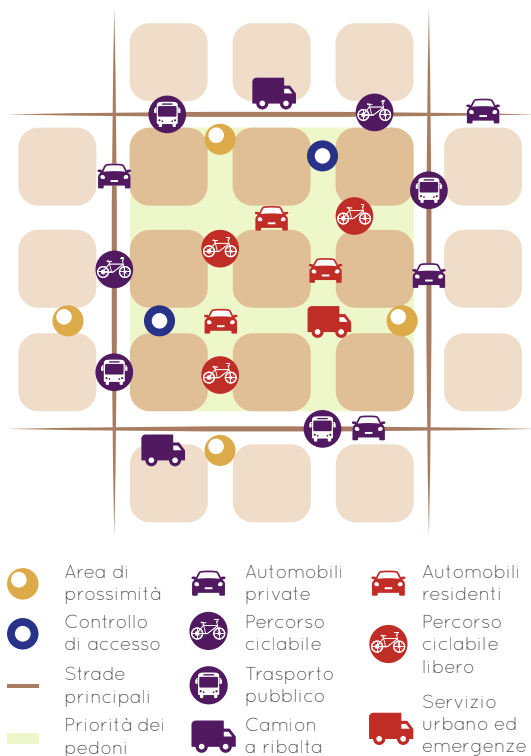 Area di
prossimità
Controllo
di accesso
Strade
principali
Priorità dei
pedoni
Automobili
private
Percorso
ciclabile
Trasporto
pubblico
Camion
a ribalta
Automobili
residenti
Percorso
ciclabile
libero
Servizio
urbano ed
emergenze